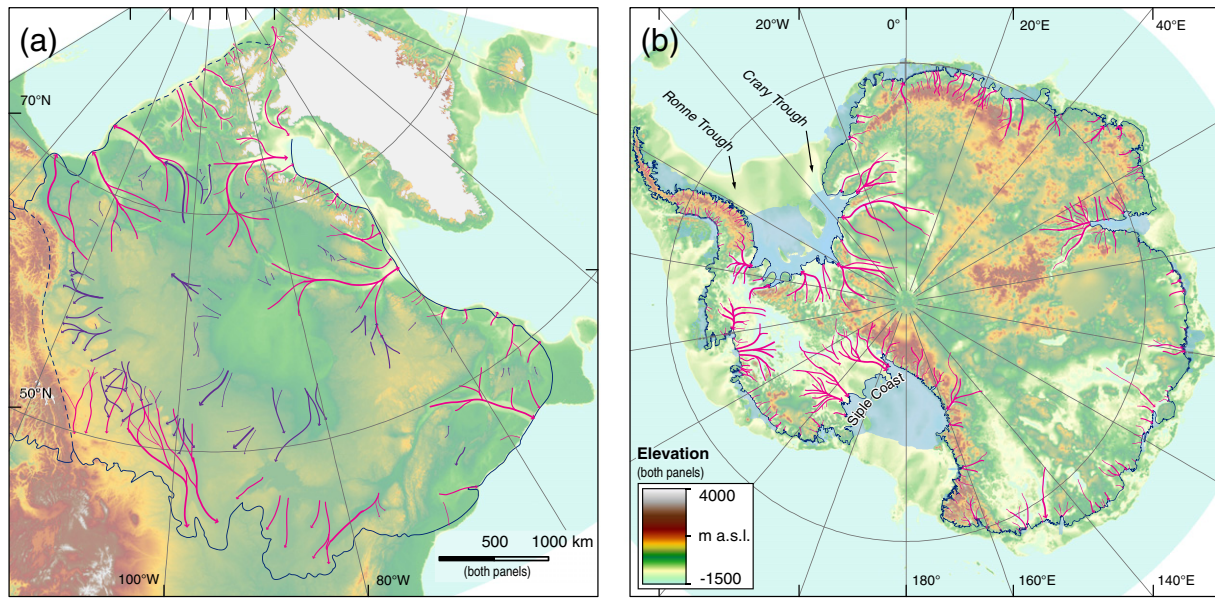 (a)
70°N
50°N
100°W
80°W
500 1000 km
(both panels)
(b)
20°W
0°
20°E
40°E
Ronne Trough
Crary Trough
Siple Coast
Elevation
(both panels)
4000
m a.s.l.
-1500
180°
160°E
140°E